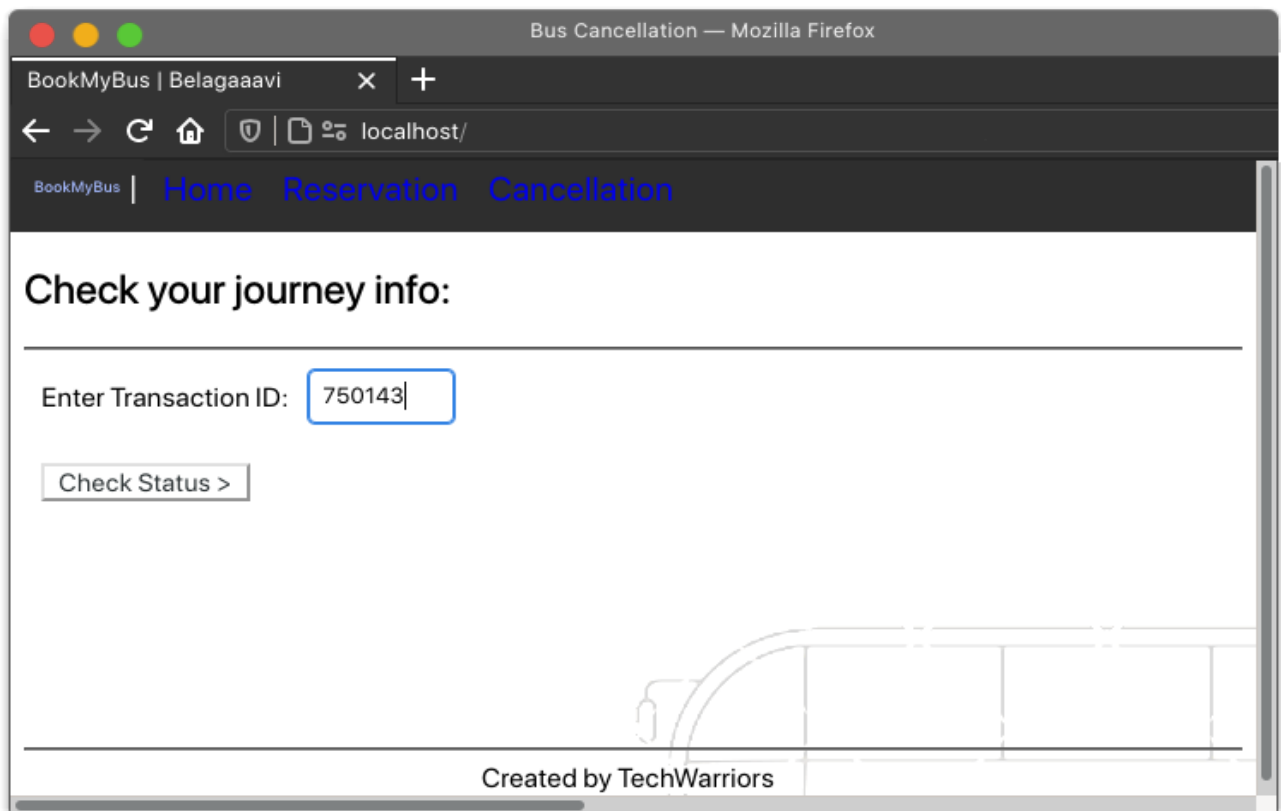 Bus Cancellation — Mozilla Firefox
BookMyBus | Belagaaavi
localhost/
BookMyBus | Home Reservation Cancellation
Check your journey info:
Enter Transaction ID: 750143
Check Status >
Created by TechWarriors